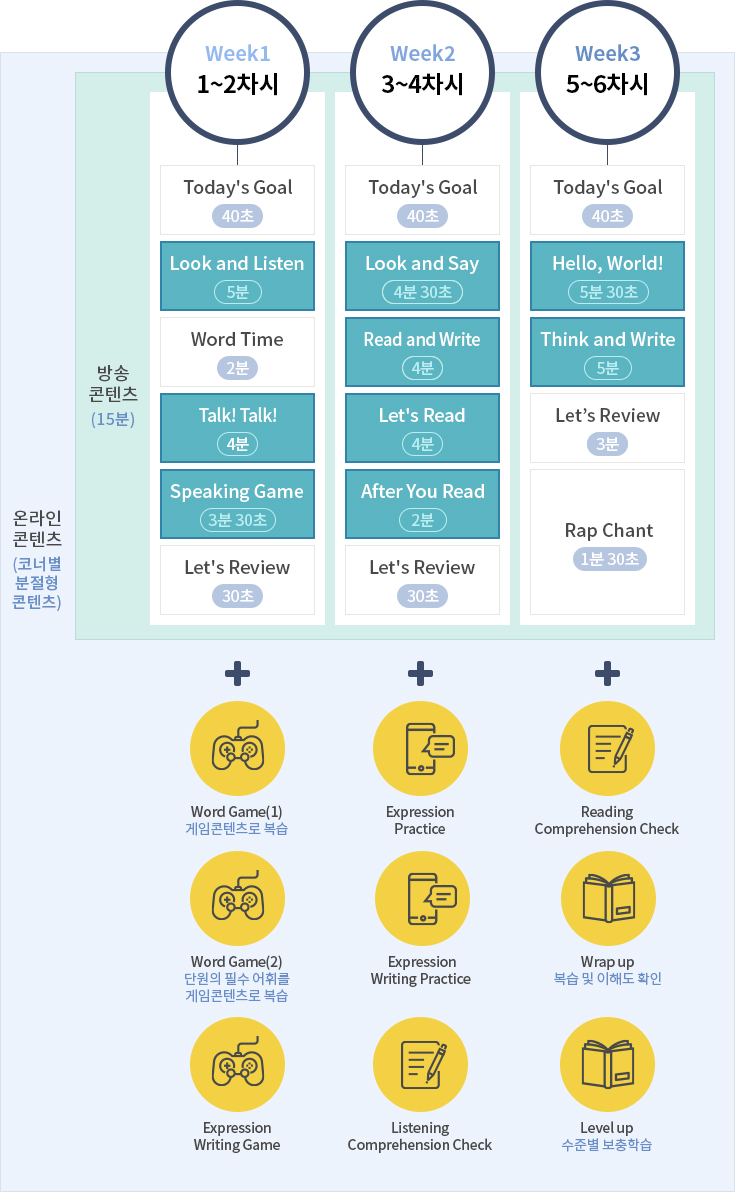 Week1
1~2차시
Week2
3~4차시
Week3
5~6차시
방송
콘텐츠
(15분)
온라인
콘텐츠
(코너별
분절형
콘텐츠)
Today's Goal
40초
Look and Listen
5분
Word Time
2분
Talk! Talk!
4분
Speaking Game
3분 30초
Let's Review
30초
Today's Goal
40초
Look and Say
4분 30초
Read and Write
4분
Let's Read
4분
After You Read
2분
Let's Review
30초
Today's Goal
40초
Hello, World!
5분 30초
Think and Write
5분
Let’s Review
3분
Rap Chant
1분 30초
Word Game(1)
게임콘텐츠로 복습
Expression
Practice
Reading
Comprehension Check
Word Game(2)
단원의 필수 어휘를
게임콘텐츠로 복습
Expression
Writing Practice
Wrap up
복습 및 이해도 확인
Expression
Writing Game
Listening
Comprehension Check
Level up
수준별 보충학습